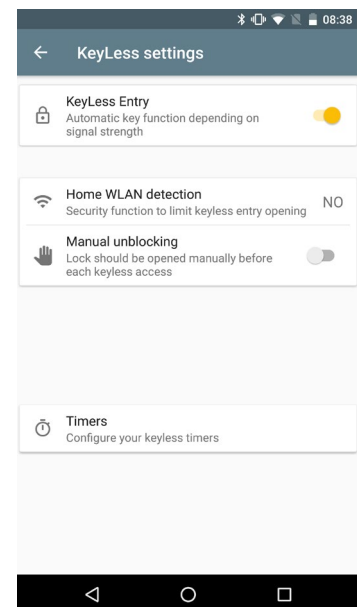 08:38
KeyLess settings
KeyLess Entry
Automatic key function depending on
signal strength
Home WLAN detection
Security function to limit keyless entry opening
NO
Manual unblocking
Lock should be opened manually before
each keyless access
Timers
Configure your keyless timers